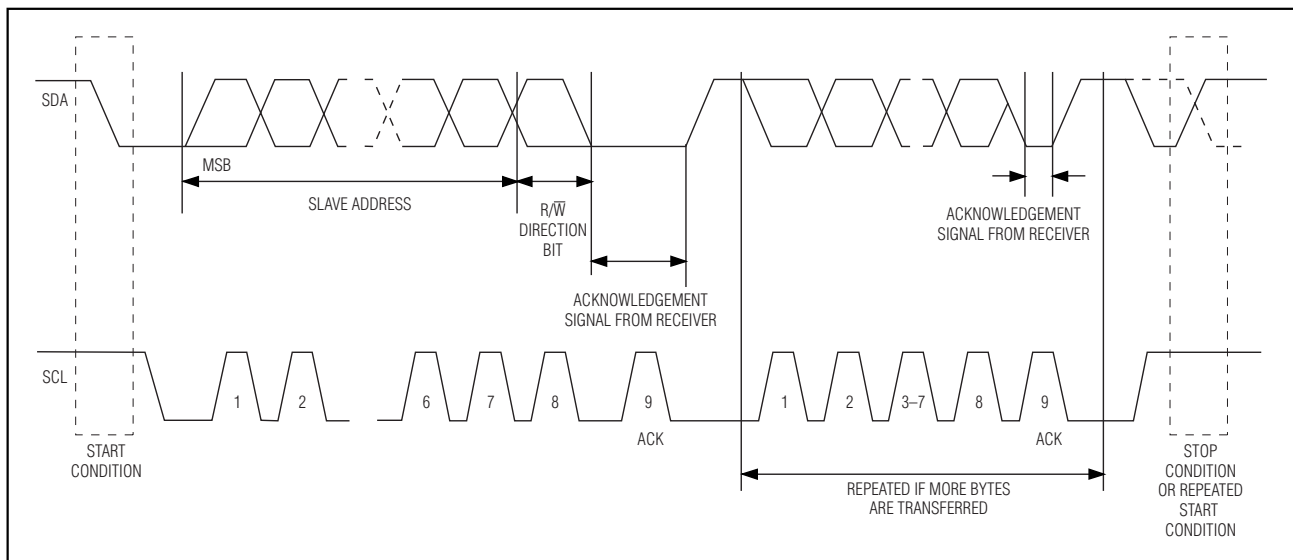 SDA
MSB
SLAVE ADDRESS
R/W̅
DIRECTION
BIT
ACKNOWLEDGEMENT
SIGNAL FROM RECEIVER
ACKNOWLEDGEMENT
SIGNAL FROM RECEIVER
SCL
1 2 6 7 8 9 1 2 3–7 8 9
ACK ACK
START
CONDITION
REPEATED IF MORE BYTES
ARE TRANSFERRED
STOP
CONDITION
OR REPEATED
START
CONDITION